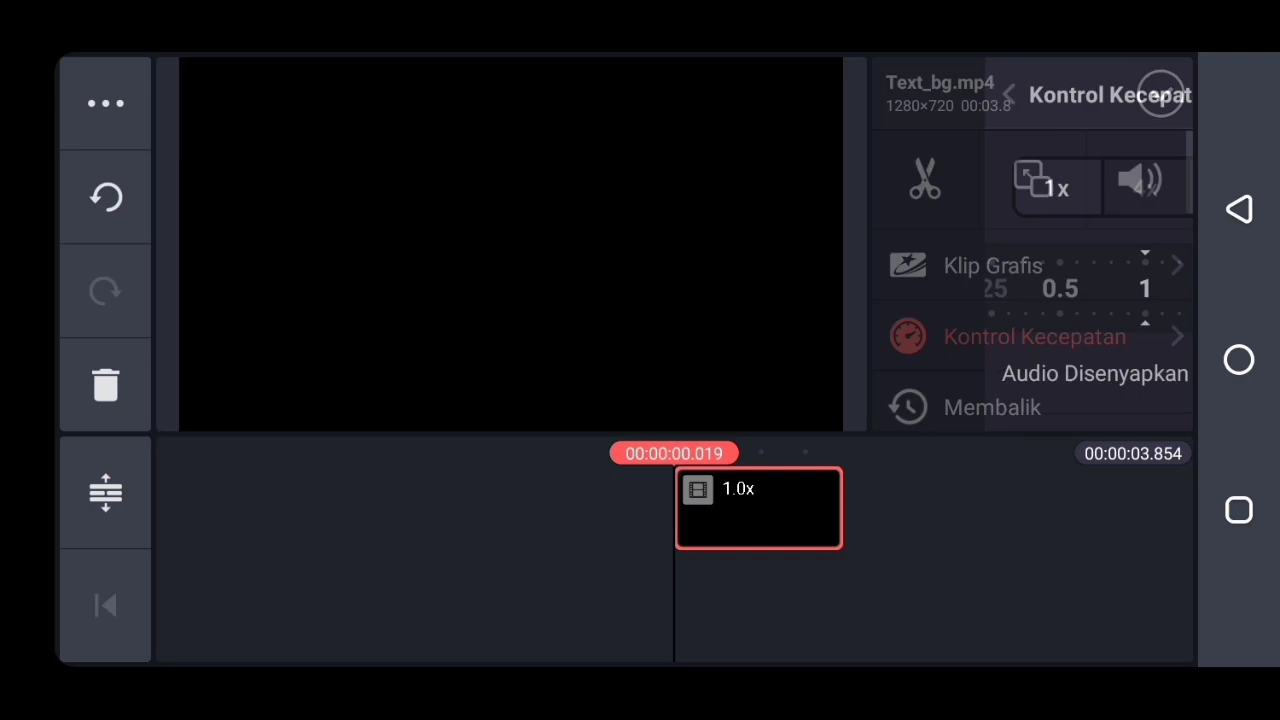 Text_bg.mp4
1280×720 00:03.8
Kontrol Kecepat
1x
Klip Grafis
25 0.5 1
Kontrol Kecepatan
Audio Disenyapkan
Membalik
00:00:00.019
00:00:03.854
1.0x